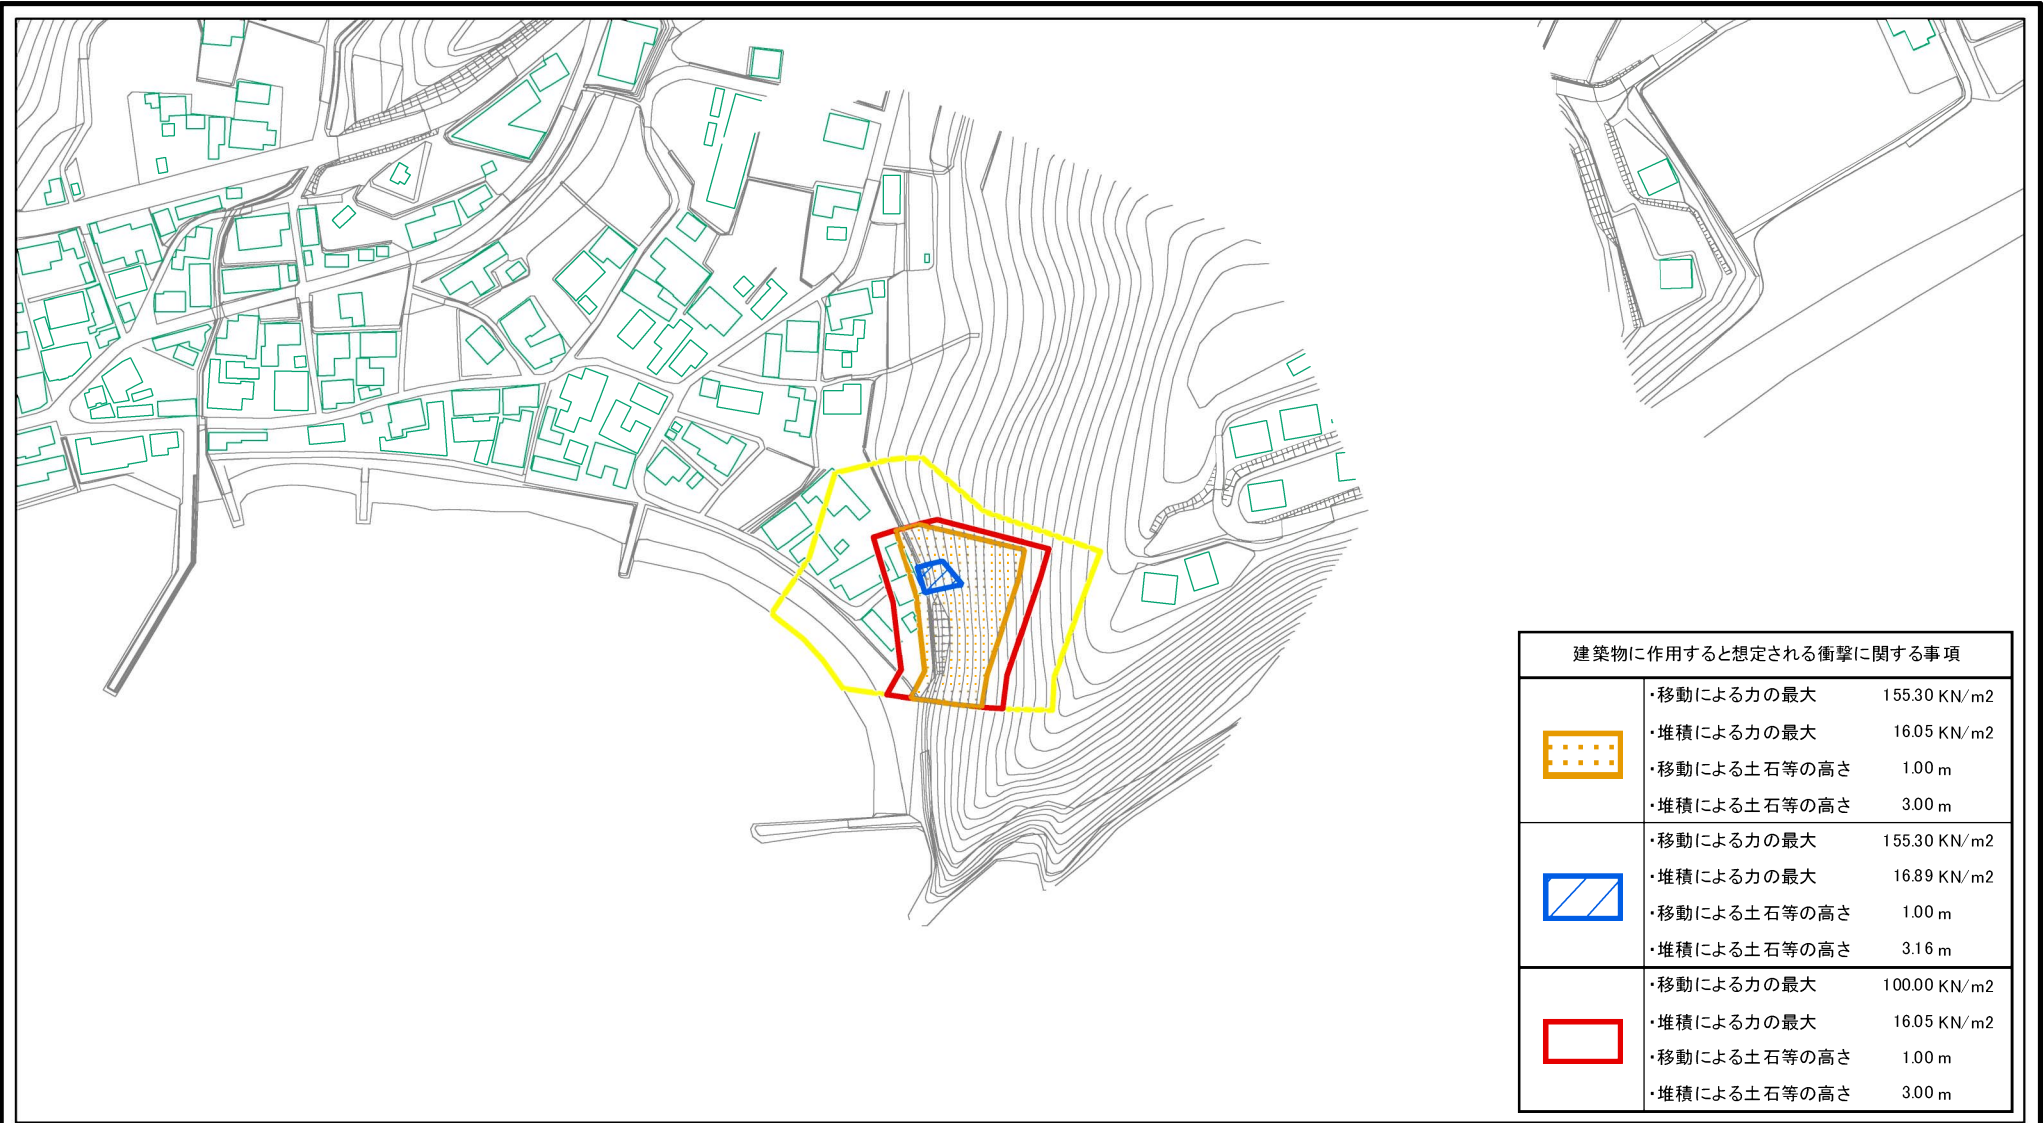 建築物に作用すると想定される衝撃に関する事項
・移動による力の最大 155.30 KN/m2
・堆積による力の最大 16.05 KN/m2
・移動による土石等の高さ 1.00 m
・堆積による土石等の高さ 3.00 m
・移動による力の最大 155.30 KN/m2
・堆積による力の最大 16.89 KN/m2
・移動による土石等の高さ 1.00 m
・堆積による土石等の高さ 3.16 m
・移動による力の最大 100.00 KN/m2
・堆積による力の最大 16.05 KN/m2
・移動による土石等の高さ 1.00 m
・堆積による土石等の高さ 3.00 m